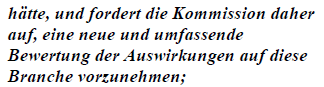 hätte, und fordert die Kommission daher
auf, eine neue und umfassende
Bewertung der Auswirkungen auf diese
Branche vorzunehmen;